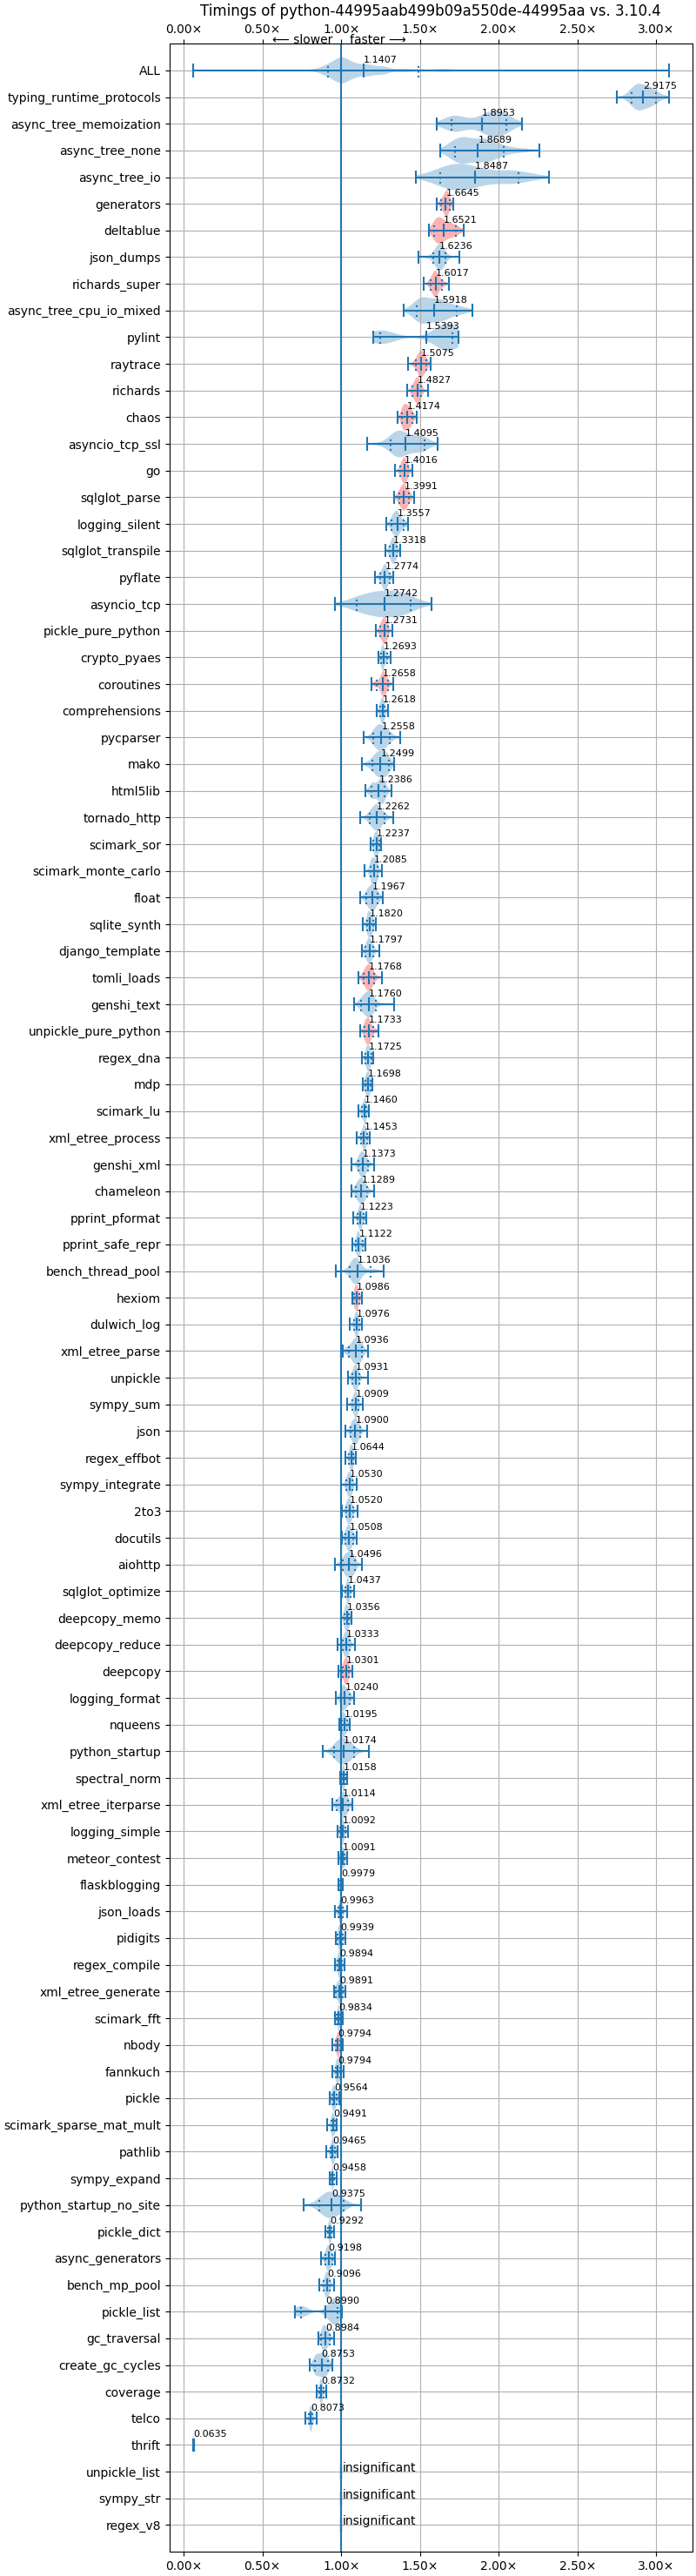 Timings of python-44995aab499b09a550de-44995aa vs. 3.10.4
0.00× 0.50× 1.00× 1.50× 2.00× 2.50× 3.00×
⟵ slower faster ⟶
ALL 1.1407
typing_runtime_protocols 2.9175
async_tree_memoization 1.8953
async_tree_none 1.8689
async_tree_io 1.8487
generators 1.6645
deltablue 1.6521
json_dumps 1.6236
richards_super 1.6017
async_tree_cpu_io_mixed 1.5918
pylint 1.5393
raytrace 1.5075
richards 1.4827
chaos 1.4174
asyncio_tcp_ssl 1.4095
go 1.4016
sqlglot_parse 1.3991
logging_silent 1.3557
sqlglot_transpile 1.3318
pyflate 1.2774
asyncio_tcp 1.2742
pickle_pure_python 1.2731
crypto_pyaes 1.2693
coroutines 1.2658
comprehensions 1.2618
pycparser 1.2558
mako 1.2499
html5lib 1.2386
tornado_http 1.2262
scimark_sor 1.2237
scimark_monte_carlo 1.2085
float 1.1967
sqlite_synth 1.1820
django_template 1.1797
tomli_loads 1.1768
genshi_text 1.1760
unpickle_pure_python 1.1733
regex_dna 1.1725
mdp 1.1698
scimark_lu 1.1460
xml_etree_process 1.1453
genshi_xml 1.1373
chameleon 1.1289
pprint_pformat 1.1223
pprint_safe_repr 1.1122
bench_thread_pool 1.1036
hexiom 1.0986
dulwich_log 1.0976
xml_etree_parse 1.0936
unpickle 1.0931
sympy_sum 1.0909
json 1.0900
regex_effbot 1.0644
sympy_integrate 1.0530
2to3 1.0520
docutils 1.0508
aiohttp 1.0496
sqlglot_optimize 1.0437
deepcopy_memo 1.0356
deepcopy_reduce 1.0333
deepcopy 1.0301
logging_format 1.0240
nqueens 1.0195
python_startup 1.0174
spectral_norm 1.0158
xml_etree_iterparse 1.0114
logging_simple 1.0092
meteor_contest 1.0091
flaskblogging 0.9979
json_loads 0.9963
pidigits 0.9939
regex_compile 0.9894
xml_etree_generate 0.9891
scimark_fft 0.9834
nbody 0.9794
fannkuch 0.9794
pickle 0.9564
scimark_sparse_mat_mult 0.9491
pathlib 0.9465
sympy_expand 0.9458
python_startup_no_site 0.9375
pickle_dict 0.9292
async_generators 0.9198
bench_mp_pool 0.9096
pickle_list 0.8990
gc_traversal 0.8984
create_gc_cycles 0.8753
coverage 0.8732
telco 0.8073
thrift 0.0635
unpickle_list insignificant
sympy_str insignificant
regex_v8 insignificant
0.00× 0.50× 1.00× 1.50× 2.00× 2.50× 3.00×